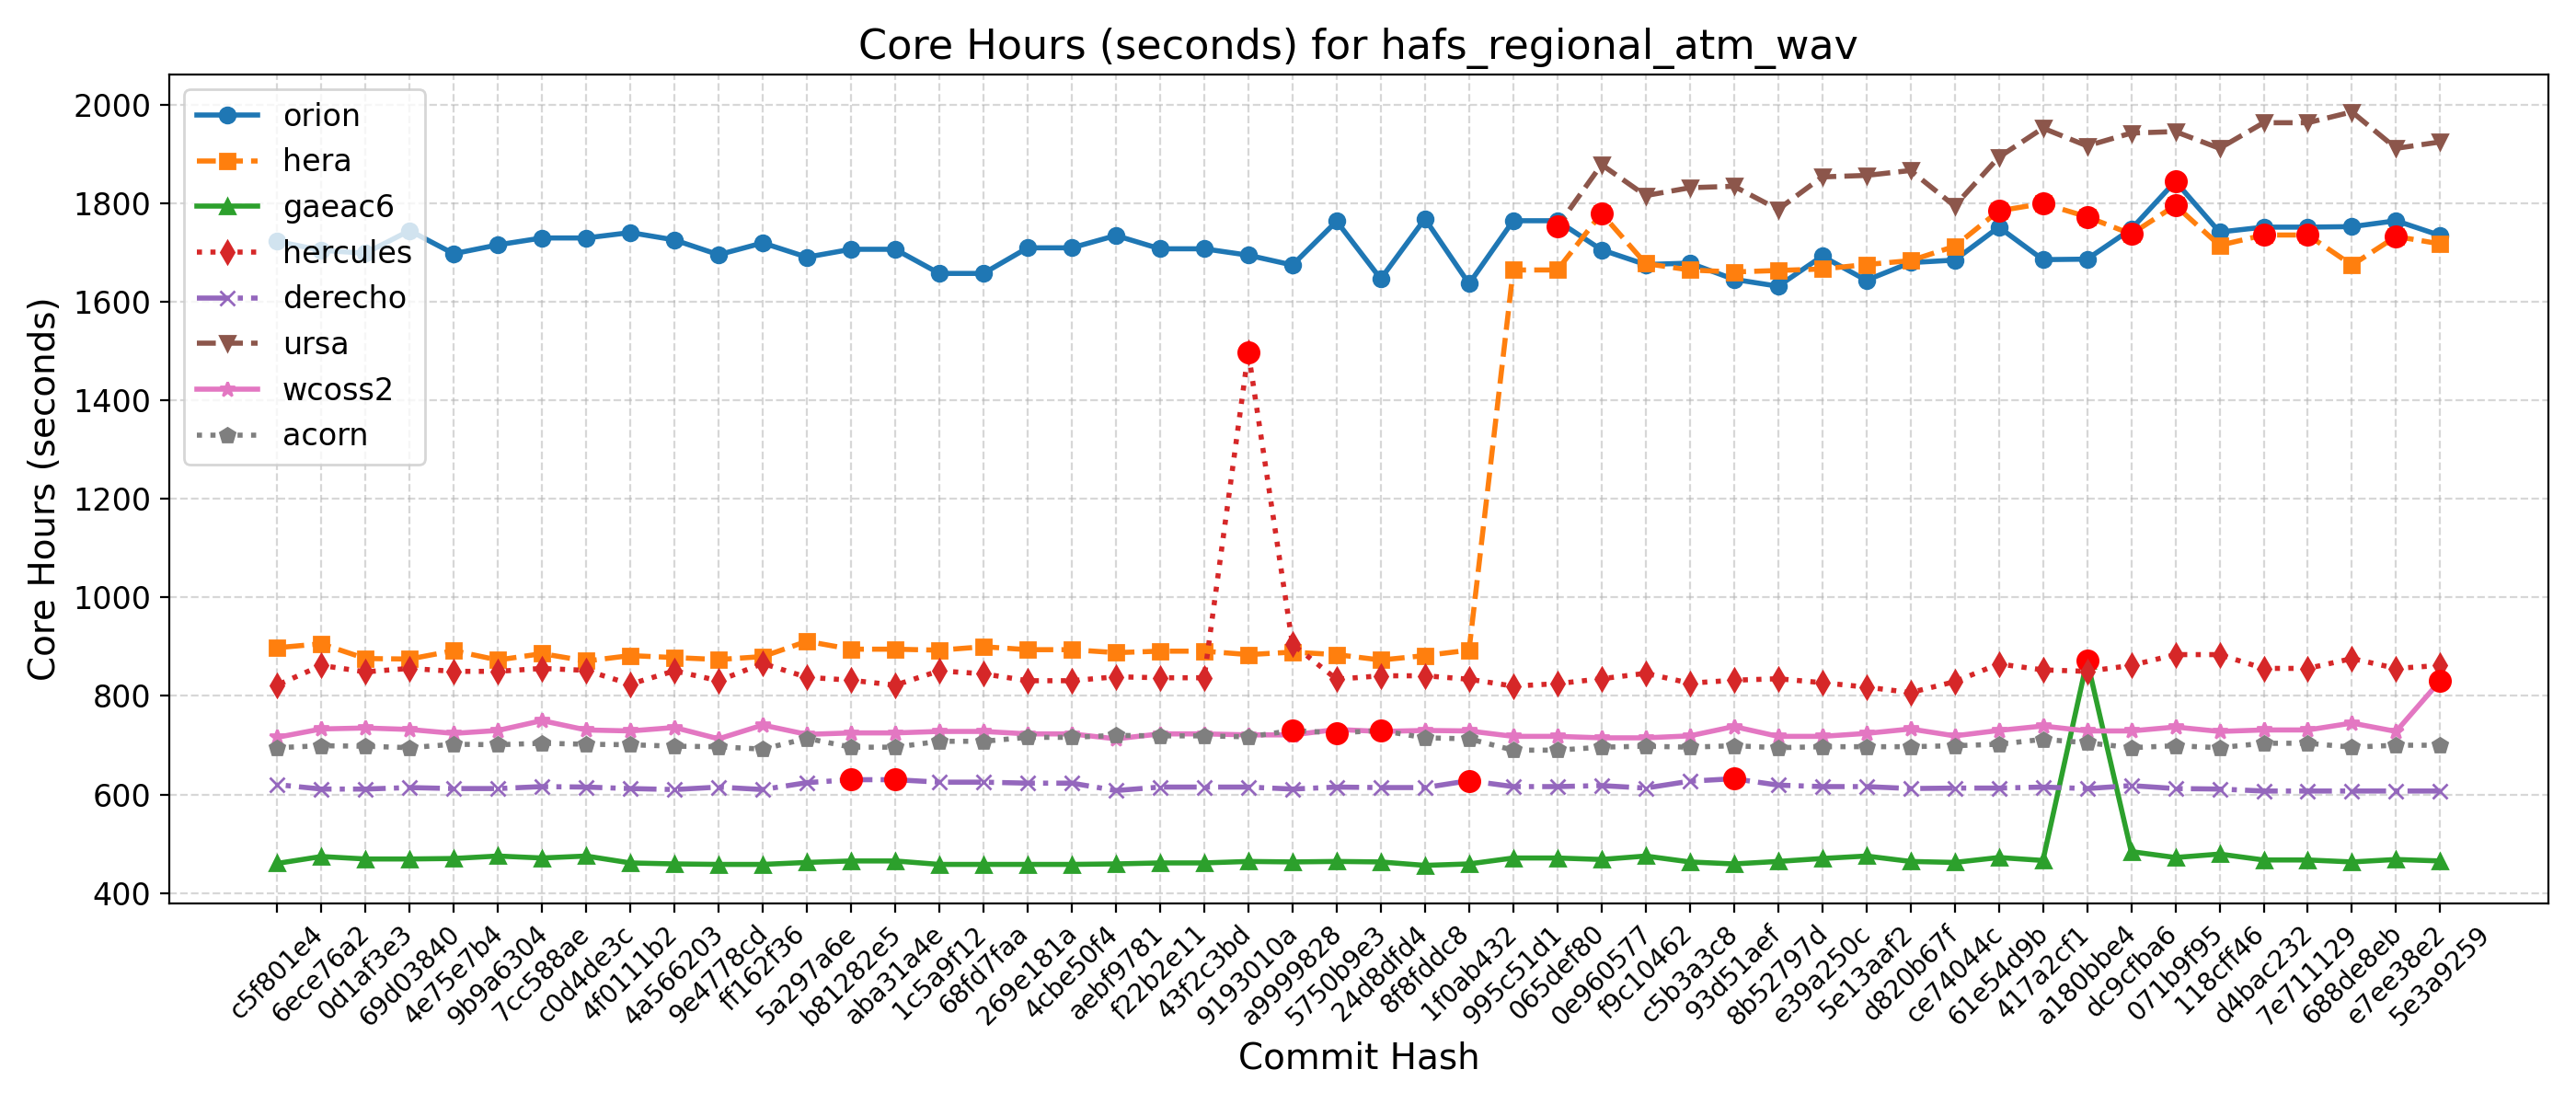 Core Hours (seconds) for hafs_regional_atm_wav
Core Hours (seconds)
2000
1800
1600
1400
1200
1000
800
600
400
orion
hera
gaeac6
hercules
derecho
ursa
wcoss2
acorn
c5f801e4
6ece76a2
0d1af3e3
69d03840
4e75e7b4
9b9a6304
7cc588ae
c0d4de3c
4f0111b2
4a566203
9e4778cd
ff162f36
5a297a6e
b81282e5
aba31a4e
1c5a9f12
68fd7faa
269e181a
4cbe50f4
aebf9781
f22b2e11
43f2c3bd
9193010a
a9999828
5750b9e3
24d8dfd4
8f8fddc8
1f0ab432
995c51d1
065def80
0e960577
f9c10462
c5b3a3c8
93d51aef
8b52797d
e39a250c
5e13aaf2
d820b67f
ce74044c
61e54d9b
417a2cf1
a180bbe4
dc9cfba6
071b9f95
118cff46
d4bac232
7e711129
688de8eb
e7ee38e2
5e3a9259
Commit Hash